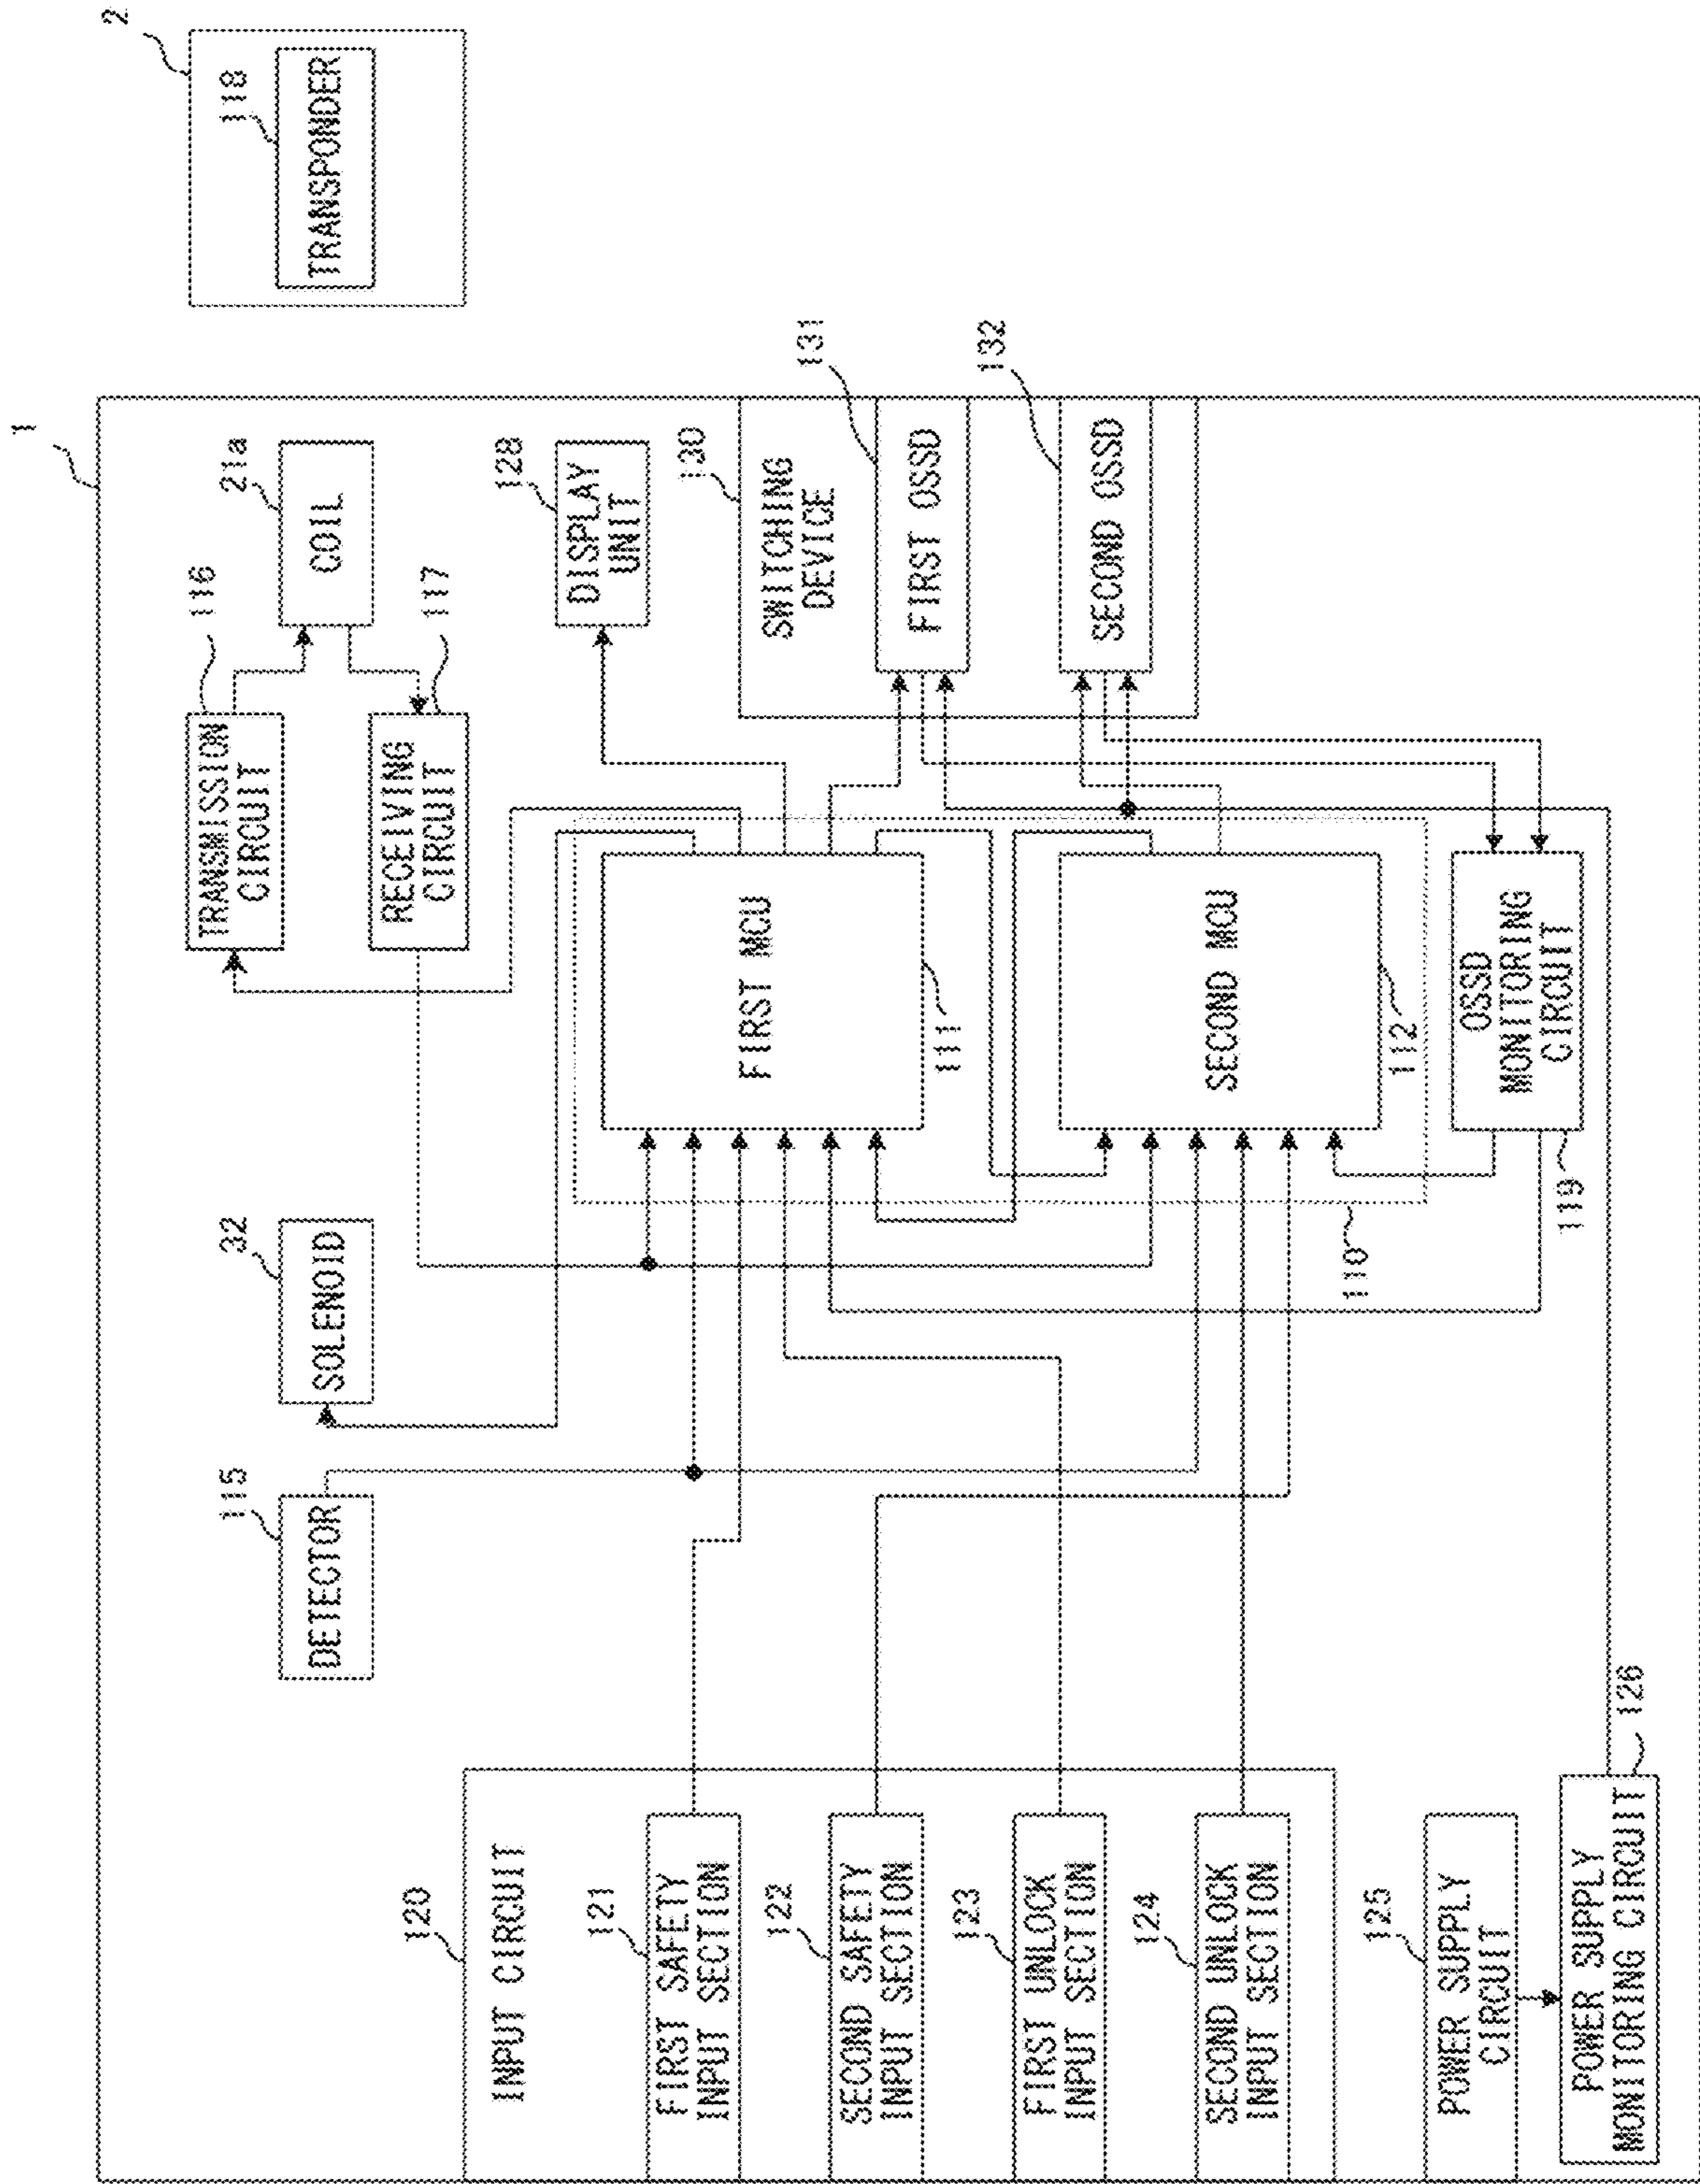 1
2
116
TRANSMISSION
CIRCUIT
21a
COIL
118
TRANSPONDER
115
DETECTOR
32
SOLENOID
RECEIVING
CIRCUIT
117
128
DISPLAY
UNIT
120
INPUT CIRCUIT
121
FIRST SAFETY
INPUT SECTION
122
SECOND SAFETY
INPUT SECTION
123
FIRST UNLOCK
INPUT SECTION
124
SECOND UNLOCK
INPUT SECTION
FIRST MCU
111
SECOND MCU
112
110
130
SWITCHING
DEVICE
131
FIRST OSSD
132
SECOND OSSD
125
POWER SUPPLY
CIRCUIT
OSSD
MONITORING
CIRCUIT
119
POWER SUPPLY
MONITORING CIRCUIT
126